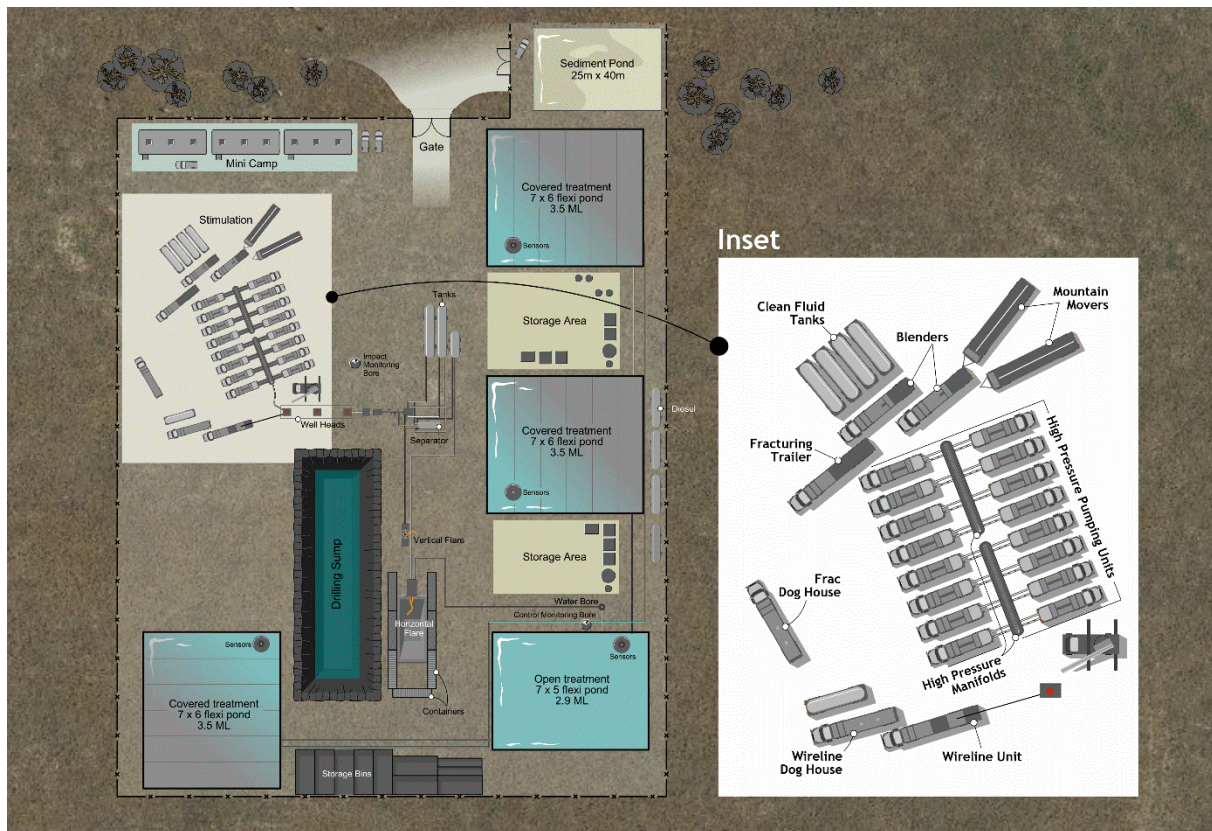 Sediment Pond
25m x 40m
Gate
Mini Camp
Stimulation
Covered treatment
7 x 6 flexi pond
3.5 ML
Sensors
Tanks
Storage Area
Impact
Monitoring
Bore
Well Heads
Separator
Diesel
Covered treatment
7 x 6 flexi pond
3.5 ML
Sensors
Drilling Sump
Vertical Flare
Storage Area
Water Bore
Control Monitoring Bore
Horizontal
Flare
Sensors
Sensors
Open treatment
7 x 5 flexi pond
2.9 ML
Covered treatment
7 x 6 flexi pond
3.5 ML
Containers
Storage Bins
Inset
Clean Fluid
Tanks
Mountain
Movers
Blenders
Fracturing
Trailer
High Pressure Pumping Units
Frac
Dog House
High Pressure
Manifolds
Wireline
Dog House
Wireline Unit